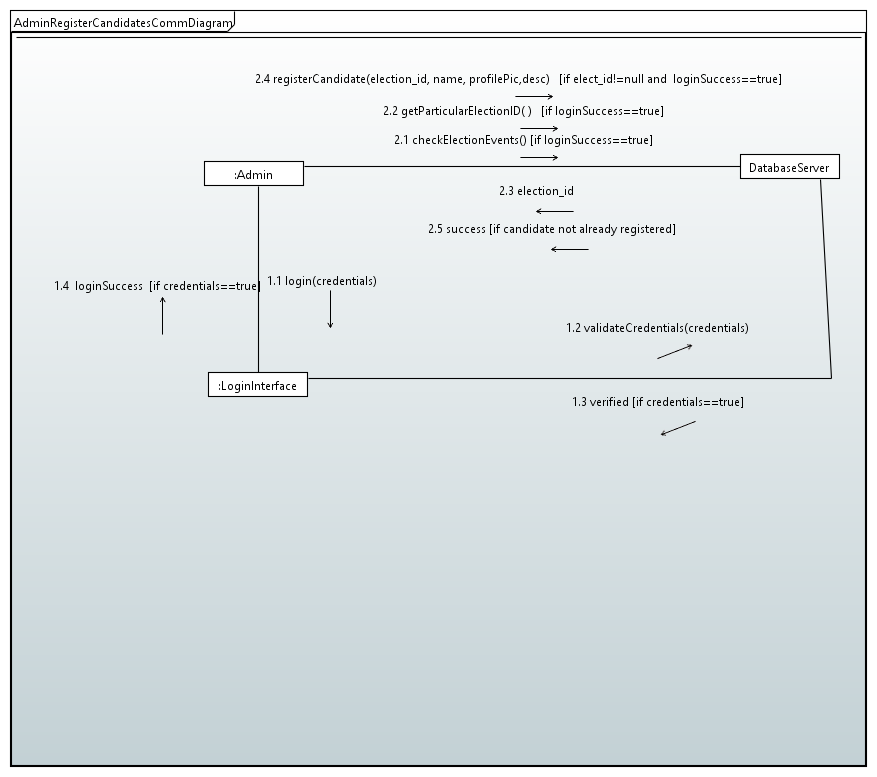 AdminRegisterCandidatesCommDiagram
2.4 registerCandidate(election_id, name, profilePic,desc) [if elect_id!=null and loginSuccess==true]
2.2 getParticularElectionID( ) [if loginSuccess==true]
2.1 checkElectionEvents() [if loginSuccess==true]
:Admin
DatabaseServer
2.3 election_id
2.5 success [if candidate not already registered]
1.4 loginSuccess [if credentials==true]
1.1 login(credentials)
1.2 validateCredentials(credentials)
:LoginInterface
1.3 verified [if credentials==true]